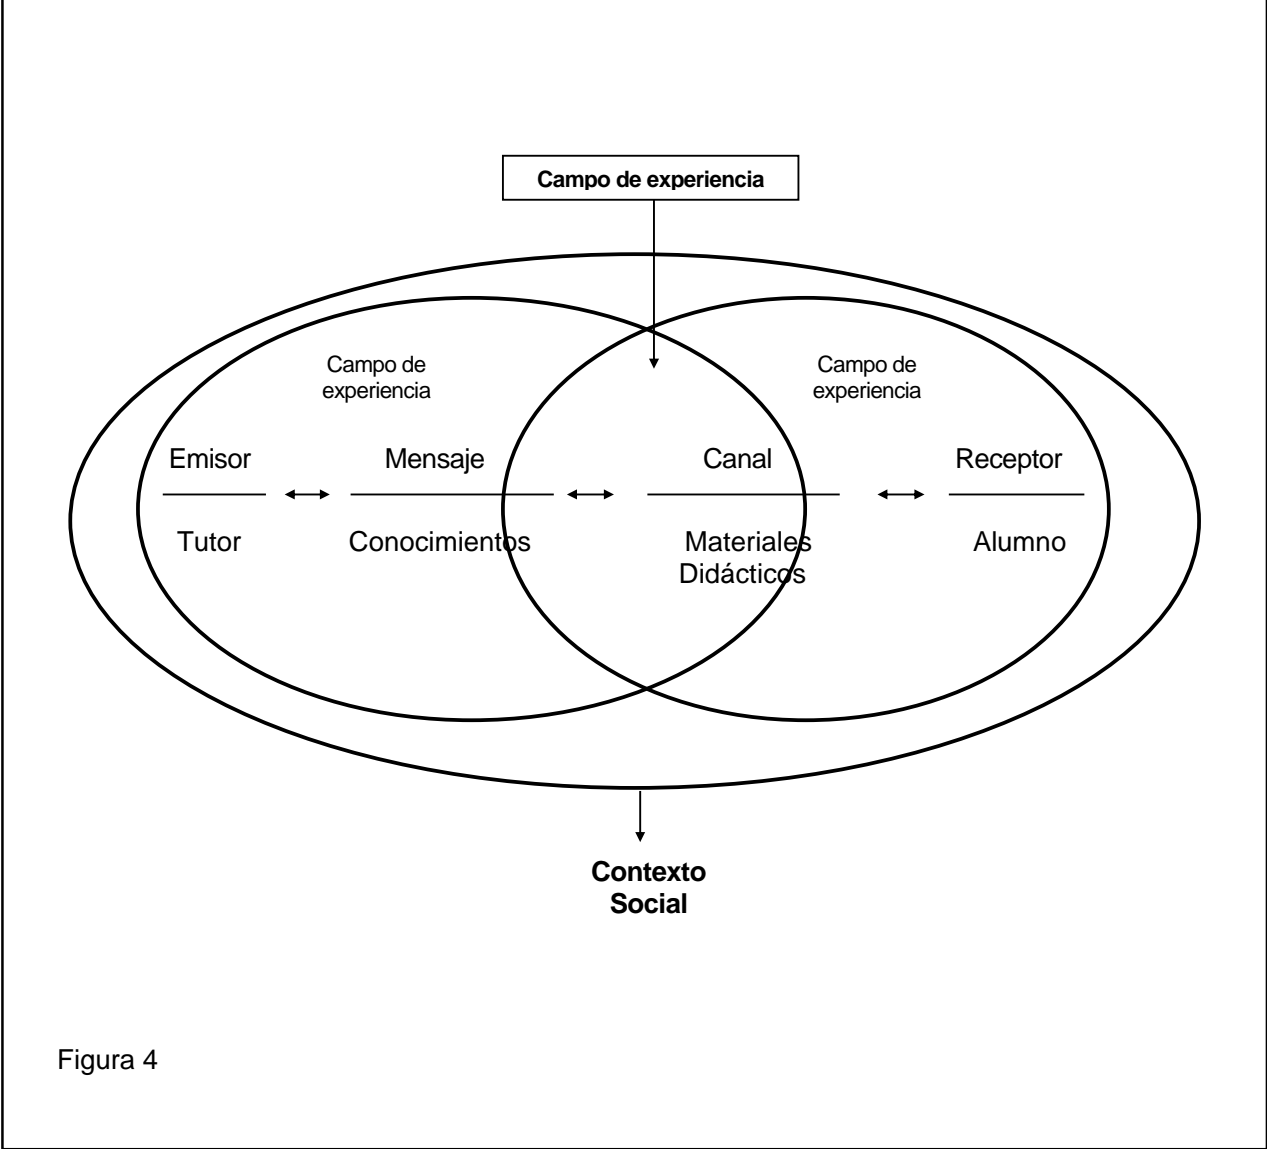 Campo de experiencia
Campo de
experiencia
Campo de
experiencia
Emisor
Mensaje
Canal
Receptor
Tutor
Conocimientos
Materiales
Didácticos
Alumno
Contexto
Social
Figura 4